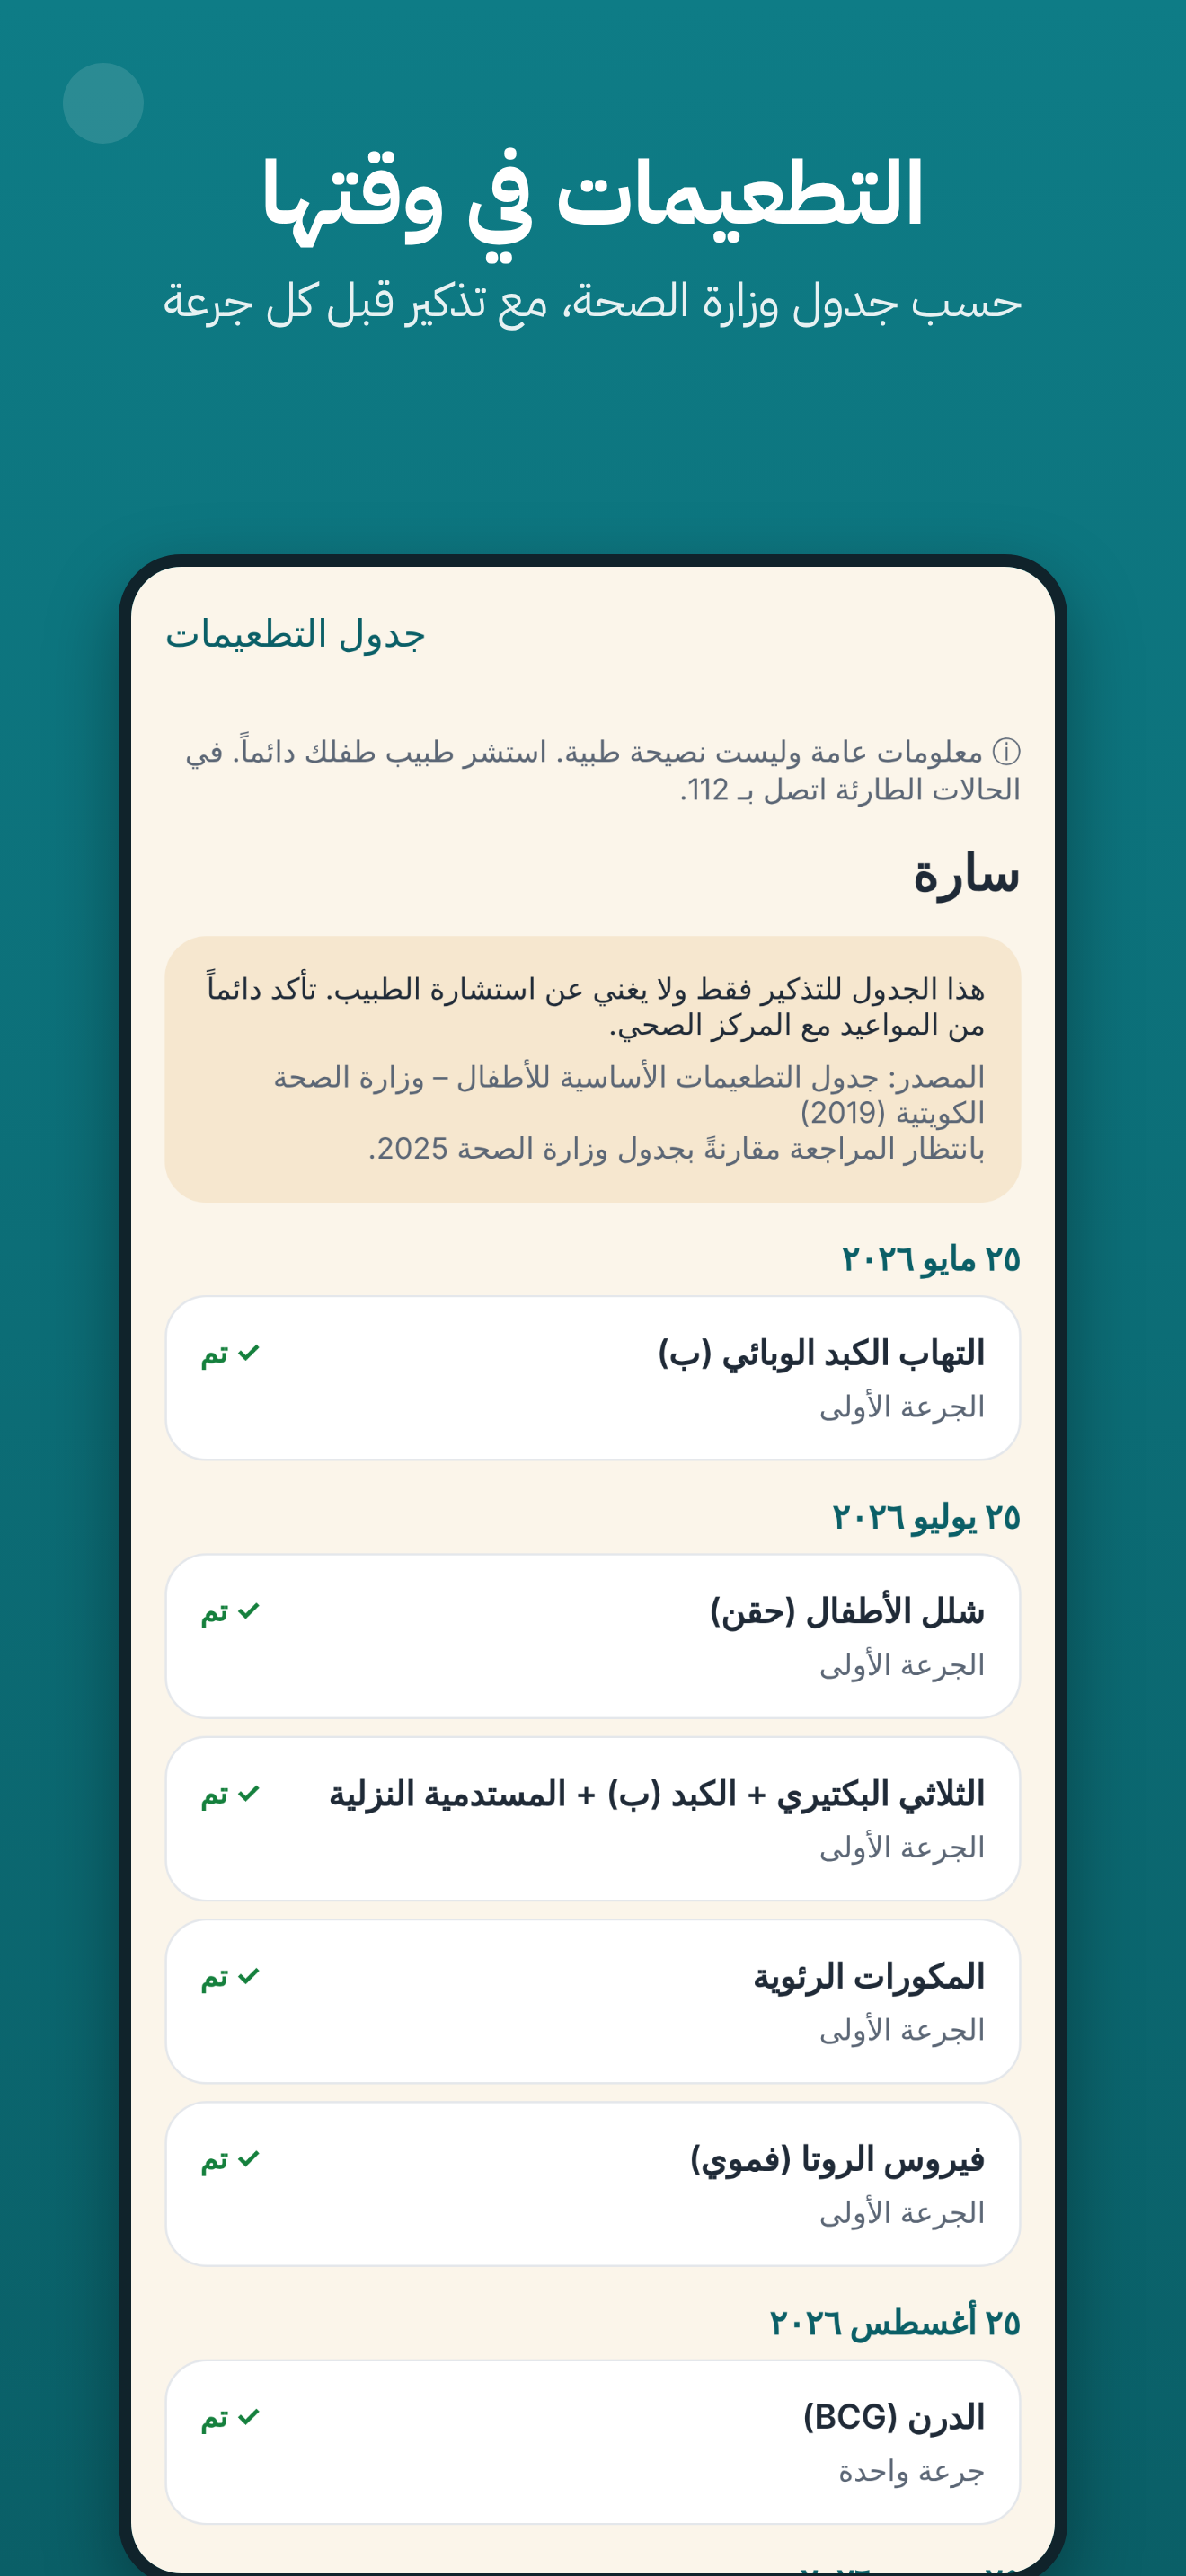 التطعيمات في وقتها
حسب جدول وزارة الصحة، مع تذكير قبل كل جرعة
جدول التطعيمات
ⓘ معلومات عامة وليست نصيحة طبية. استشر طبيب طفلك دائماً. في
الحالات الطارئة اتصل بـ 112.
سارة
هذا الجدول للتذكير فقط ولا يغني عن استشارة الطبيب. تأكد دائماً
من المواعيد مع المركز الصحي.
المصدر: جدول التطعيمات الأساسية للأطفال – وزارة الصحة
الكويتية (2019)
بانتظار المراجعة مقارنةً بجدول وزارة الصحة 2025.
٢٥ مايو ٢٠٢٦
التهاب الكبد الوبائي (ب)
✓ تم
الجرعة الأولى
٢٥ يوليو ٢٠٢٦
شلل الأطفال (حقن)
✓ تم
الجرعة الأولى
الثلاثي البكتيري + الكبد (ب) + المستدمية النزلية
✓ تم
الجرعة الأولى
المكورات الرئوية
✓ تم
الجرعة الأولى
فيروس الروتا (فموي)
✓ تم
الجرعة الأولى
٢٥ أغسطس ٢٠٢٦
الدرن (BCG)
✓ تم
جرعة واحدة